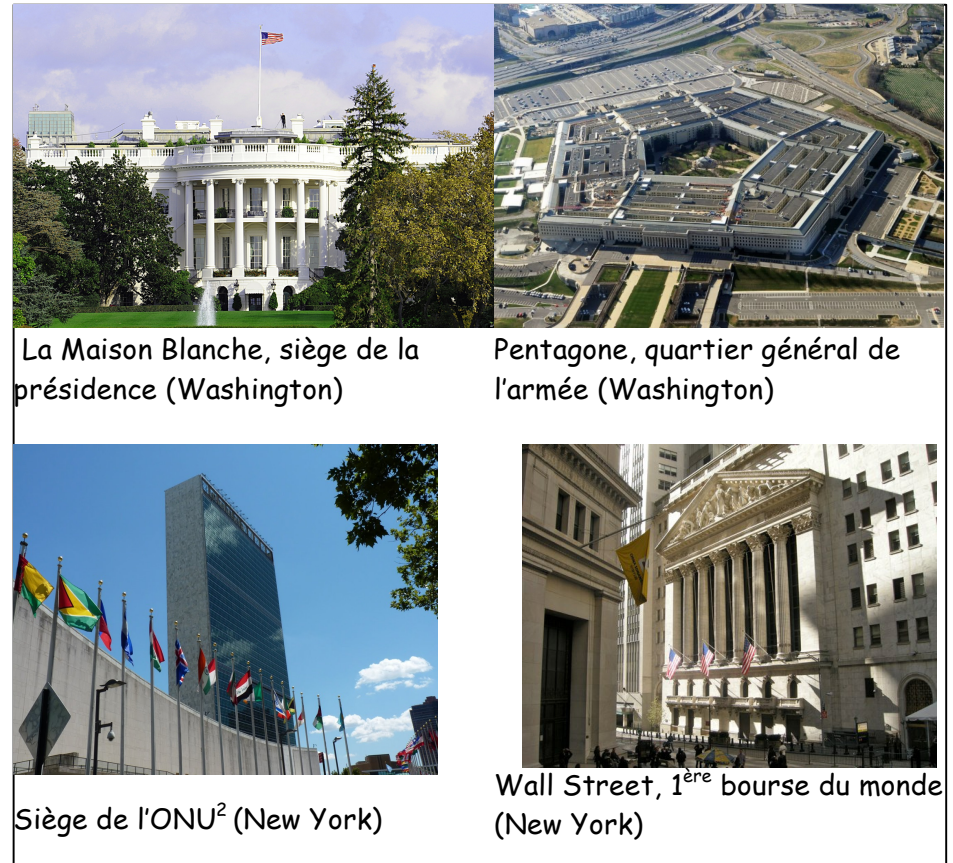 La Maison Blanche, siège de la
présidence (Washington)
Pentagone, quartier général de
l'armée (Washington)
Siège de l'ONU² (New York)
Wall Street, 1ère bourse du monde
(New York)